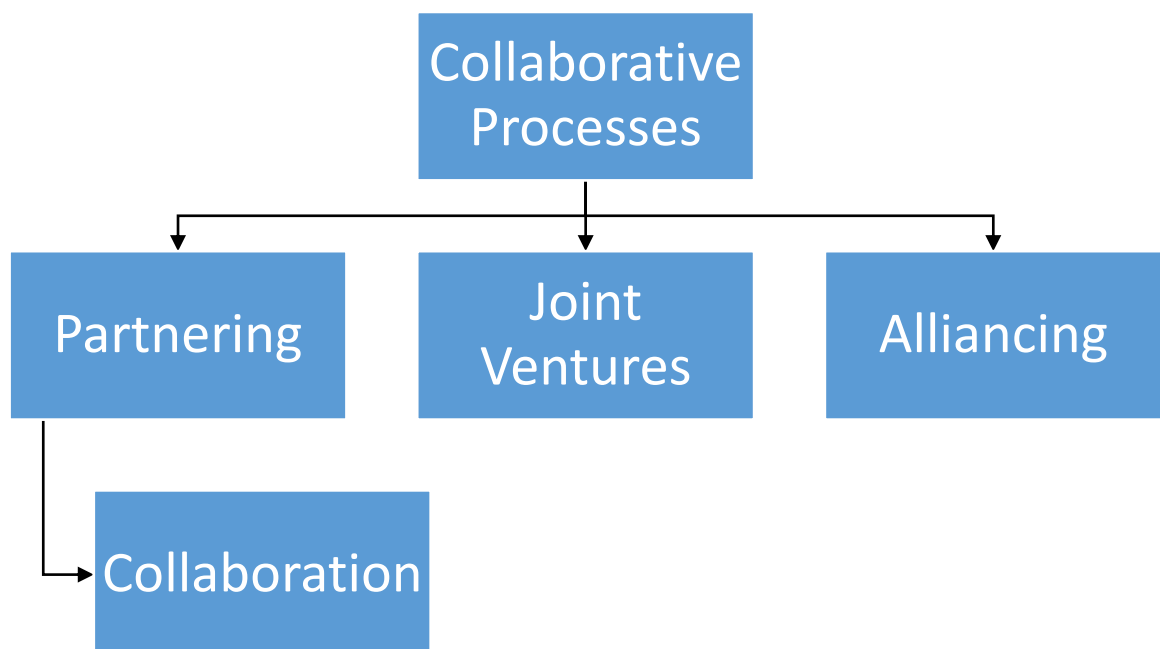 Collaborative
Processes
Partnering
Joint
Ventures
Alliancing
Collaboration